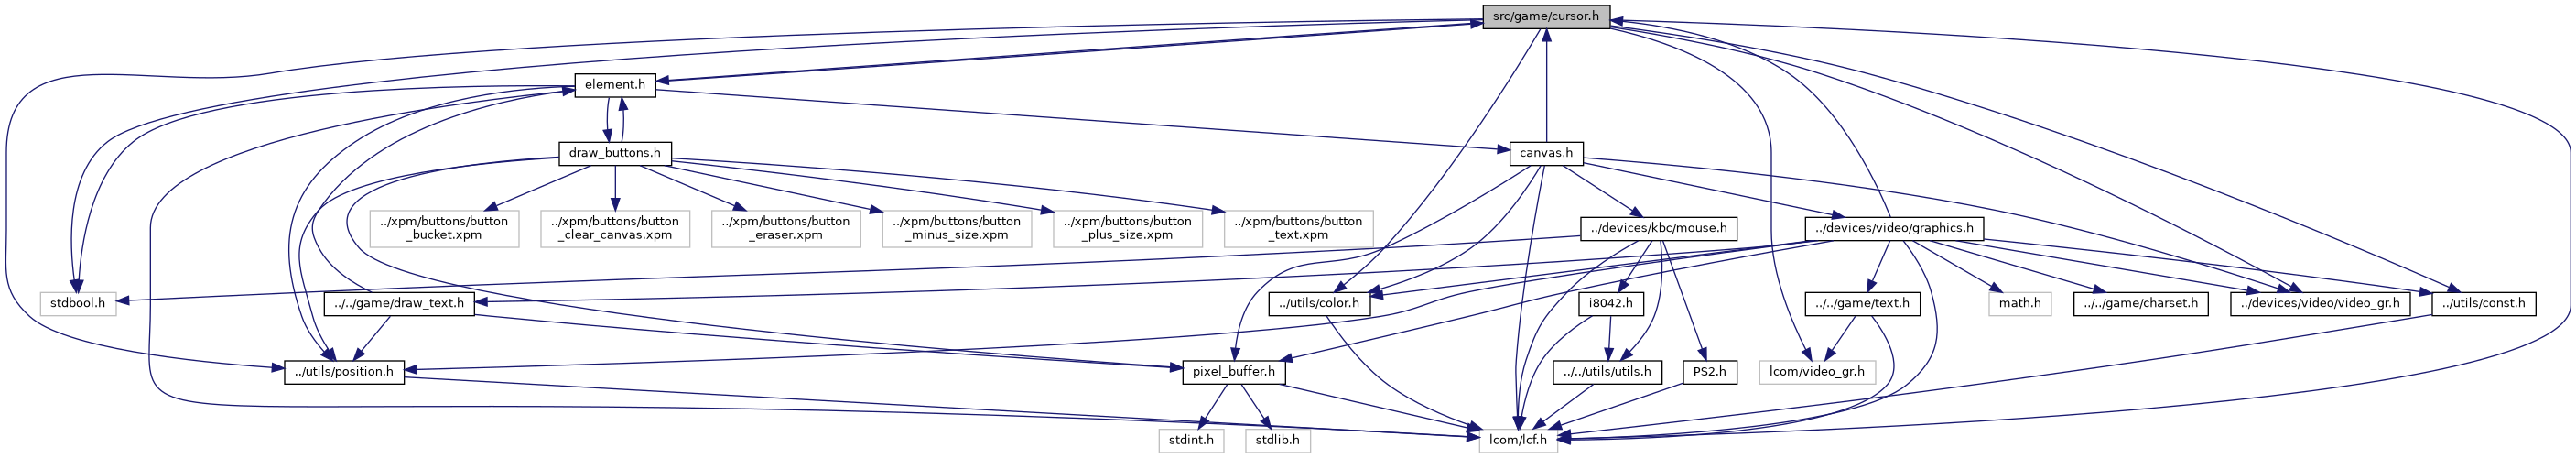 src/game/cursor.h
element.h
draw_buttons.h
canvas.h
../xpm/buttons/button
_bucket.xpm
../xpm/buttons/button
_clear_canvas.xpm
../xpm/buttons/button
_eraser.xpm
../xpm/buttons/button
_minus_size.xpm
../xpm/buttons/button
_plus_size.xpm
../xpm/buttons/button
_text.xpm
../devices/kbc/mouse.h
../devices/video/graphics.h
stdbool.h
../../game/draw_text.h
../utils/color.h
i8042.h
../../game/text.h
math.h
../../game/charset.h
../devices/video/video_gr.h
../utils/const.h
../utils/position.h
pixel_buffer.h
../../utils/utils.h
PS2.h
lcom/video_gr.h
stdint.h
stdlib.h
lcom/lcf.h